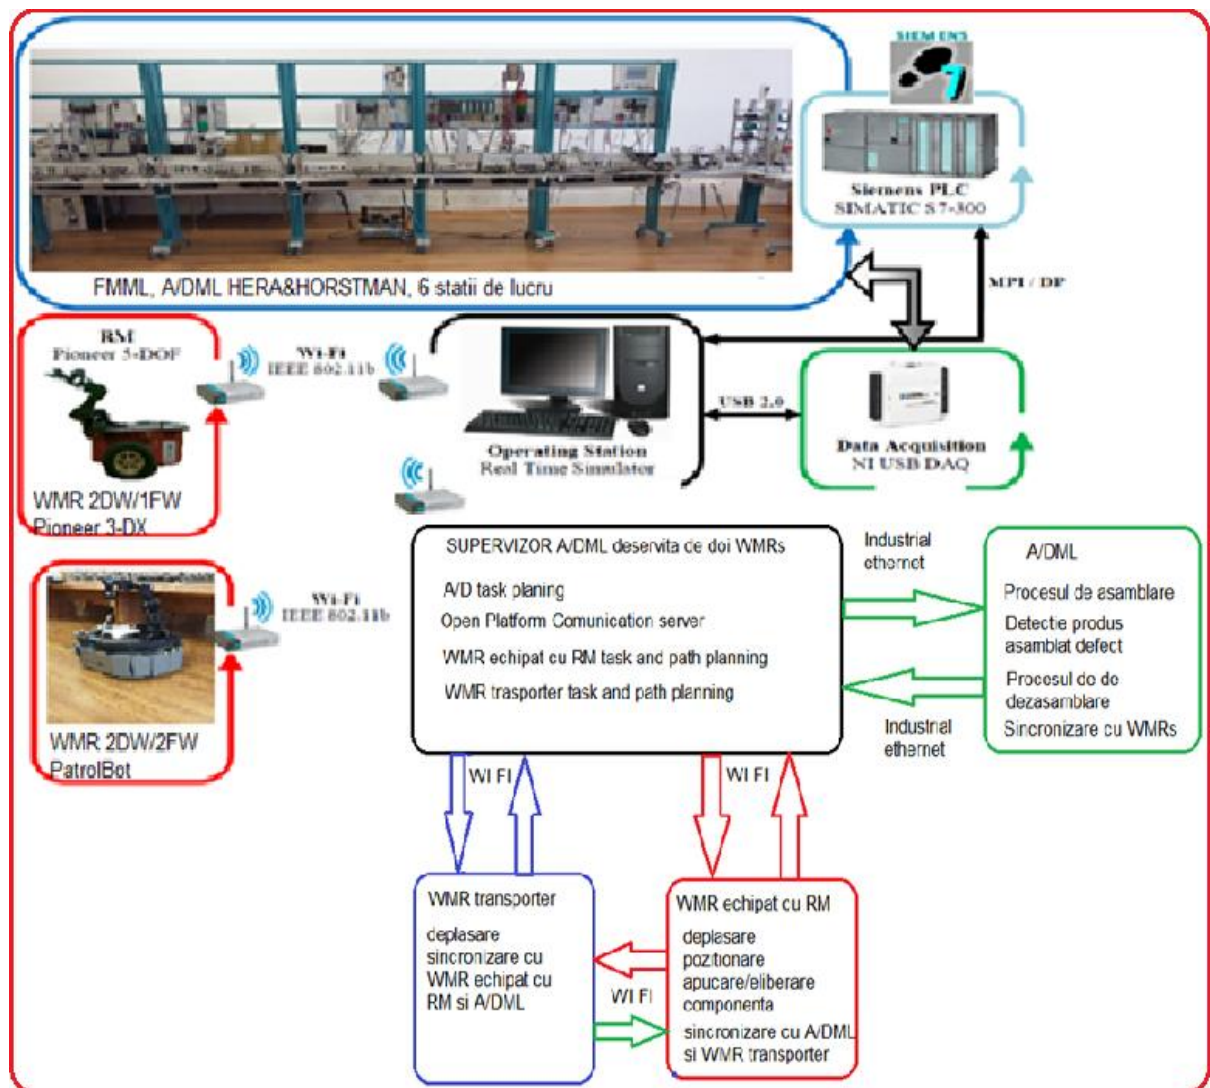 SIEMENS
7
Siemens PLC
SIMATIC S7-300
FMML, A/DML HERA&HORSTMAN, 6 statii de lucru
MPI / DP
RM
Pioneer 5-DOF
Wi-Fi
IEEE 802.11b
USB 2.0
Operating Station
Real Time Simulator
Data Acquisition
NI USB DAQ
WMR 2DW/1FW
Pioneer 3-DX
Wi-Fi
IEEE 802.11b
WMR 2DW/2FW
PatrolBot
SUPERVIZOR A/DML deservita de doi WMRs
A/D task planing
Open Platform Comunication server
WMR echipat cu RM task and path planning
WMR trasporter task and path planning
Industrial
ethernet
Industrial
ethernet
A/DML
Procesul de asamblare
Detectie produs
asamblat defect
Procesul de de
dezasamblare
Sincronizare cu WMRs
WI FI
WI FI
WMR transporter
deplasare
sincronizare cu
WMR echipat cu
RM si A/DML
WI FI
WMR echipat cu RM
deplasare
pozitionare
apucare/eliberare
componenta
sincronizare cu A/DML
si WMR transporter